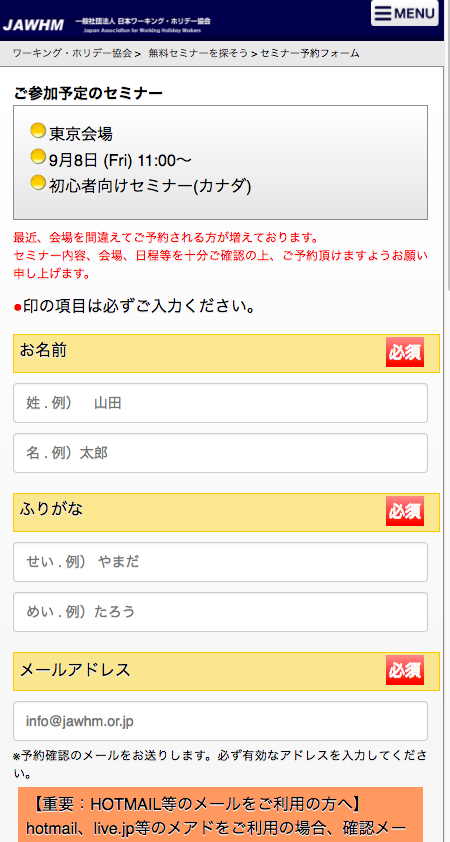 JAWHM
一般社団法人 日本ワーキング・ホリデー協会
Japan Association for Working Holiday Makers
MENU
ワーキング・ホリデー協会 > 無料セミナーを探そう > セミナー予約フォーム
ご参加予定のセミナー
東京会場
9月8日 (Fri) 11:00〜
初心者向けセミナー(カナダ)
最近、会場を間違えてご予約される方が増えております。
セミナー内容、会場、日程等を十分ご確認の上、ご予約頂けますようお願い
申し上げます。
●印の項目は必ずご入力ください。
お名前 必須
姓 . 例) 山田
名 . 例) 太郎
ふりがな 必須
せい . 例) やまだ
めい . 例) たろう
メールアドレス 必須
info@jawhm.or.jp
※予約確認のメールをお送りします。必ず有効なアドレスを入力してくださ
い。
【重要：HOTMAIL等のメールをご利用の方へ】
hotmail、live.jp等のメアドをご利用の場合、確認メー